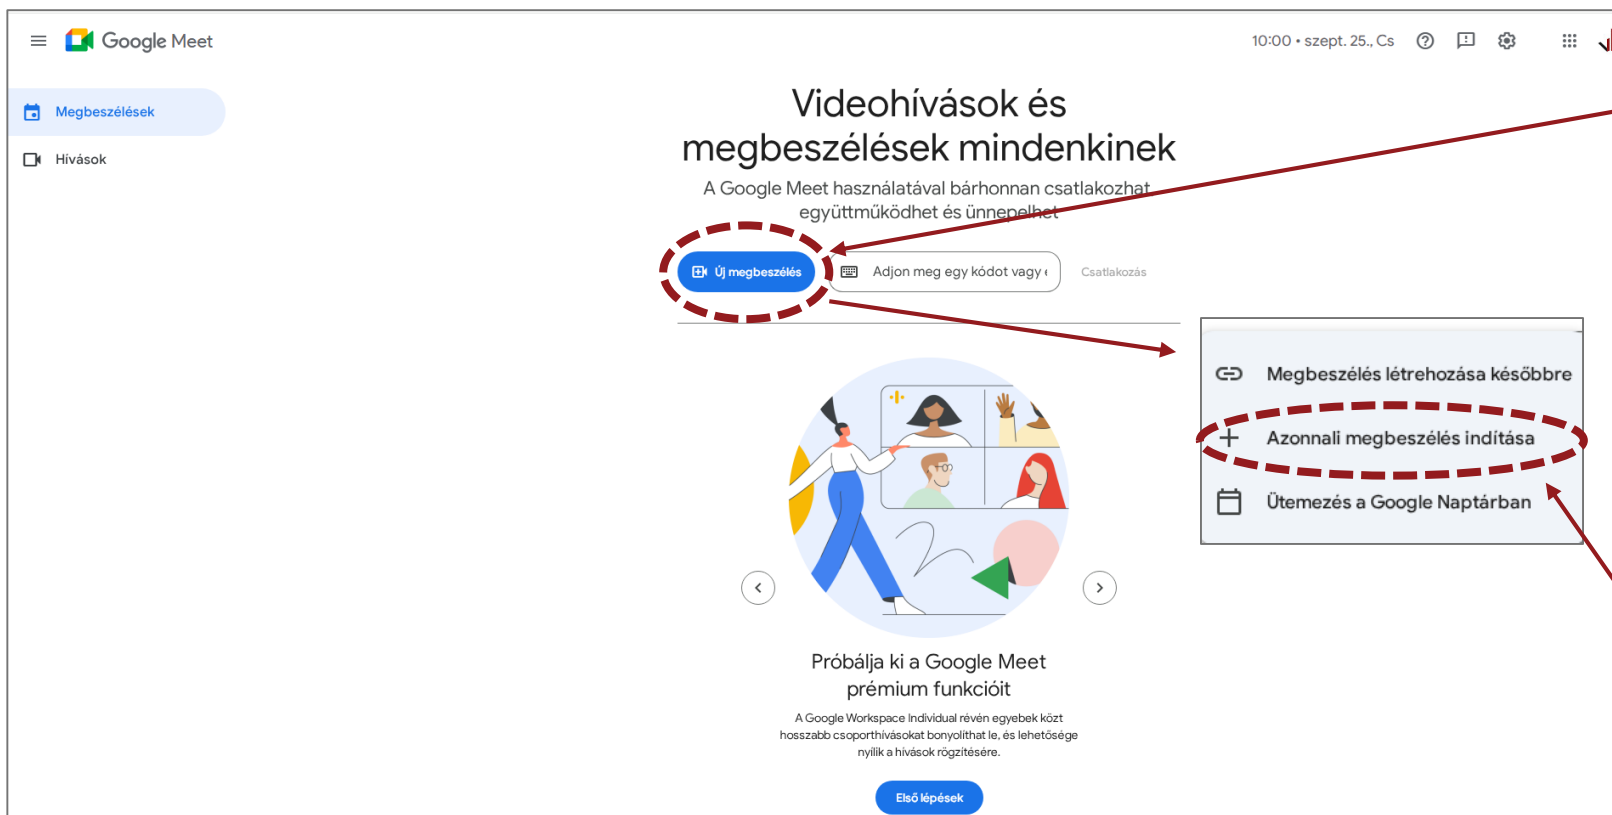 Google Meet
10:00 • szept. 25., Cs
Megbeszélések
Hívások
Videohívások és
megbeszélések mindenkinek
A Google Meet használatával bárhonnan csatlakozhat,
együttműködhet és ünnepelhet
Új megbeszélés
Adjon meg egy kódot vagy
Csatlakozás
Megbeszélés létrehozása későbbre
Azonnali megbeszélés indítása
Ütemezés a Google Naptárban
Próbálja ki a Google Meet
prémium funkcióit
A Google Workspace Individual révén egyebek közt
hosszabb csoporthívásokat bonyolíthat le, és lehetősége
nyílik a hívások rögzítésére.
Első lépések